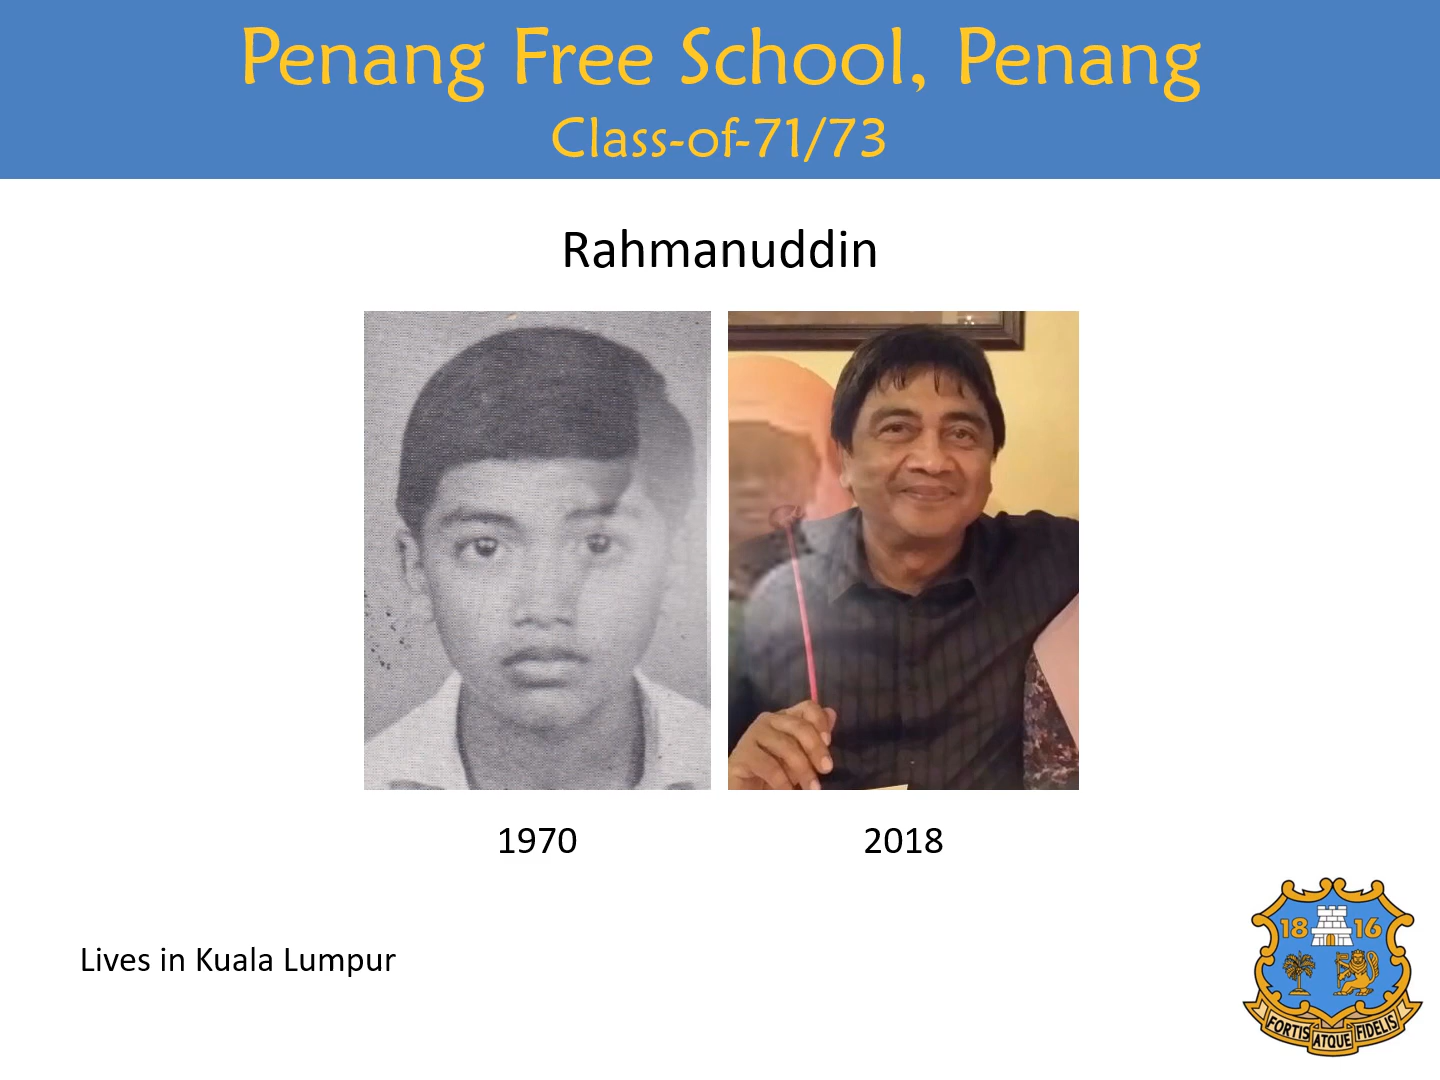 Penang Free School, Penang
Class-of-71/73
Rahmanuddin
1970 2018
Lives in Kuala Lumpur
18 16
FORTIS ATQUE FIDELIS